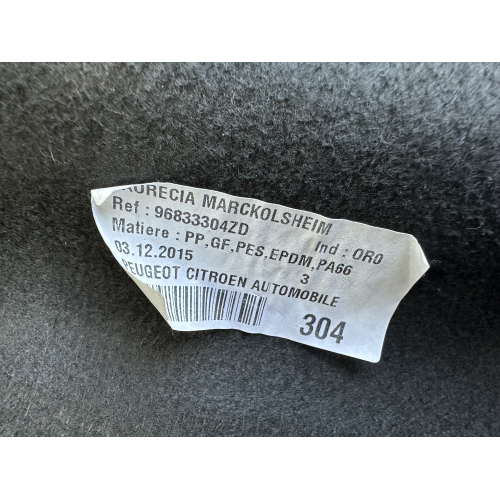 FAURECIA MARCKOLSHEIM
Ref : 96833304ZD Ind : OR0
Matiere : PP,GF,PES,EPDM,PA66
03.12.2015 3
PEUGEOT CITROEN AUTOMOBILE
304